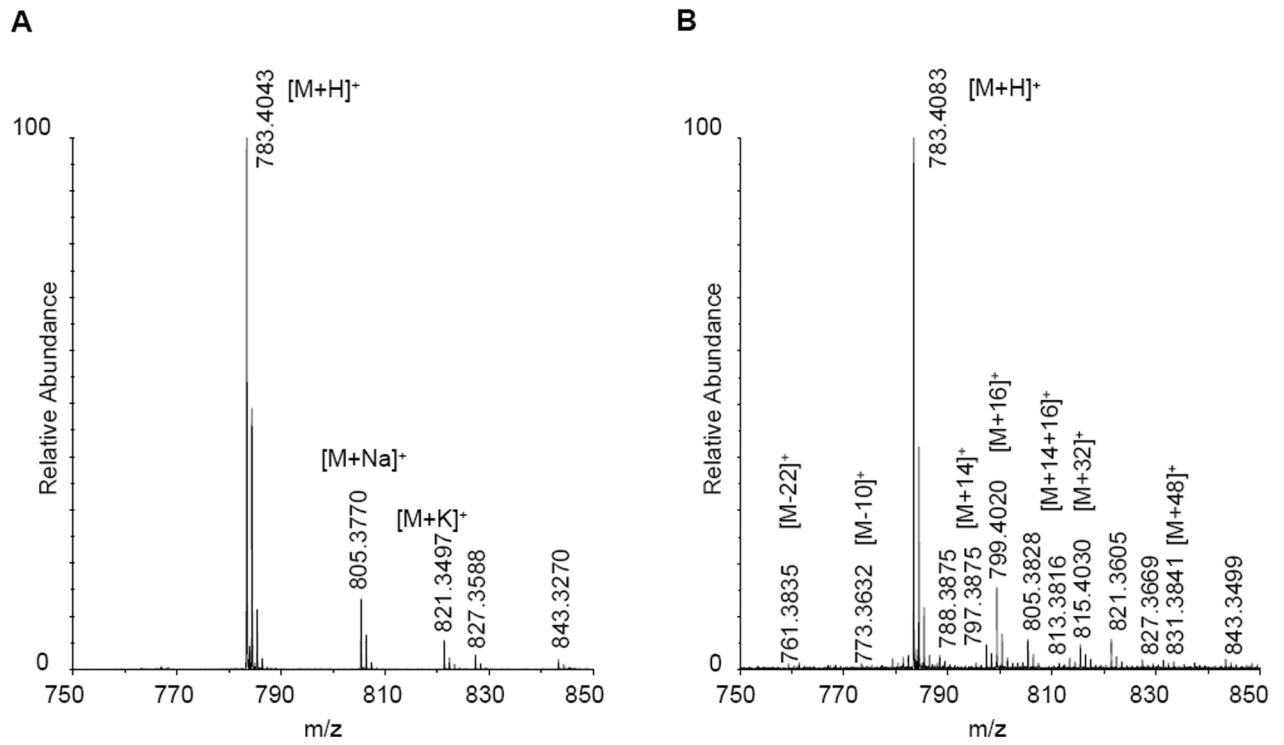 A
783.4043
[M+H]⁺
100
Relative Abundance
[M+Na]⁺
805.3770
[M+K]⁺
821.3497
827.3588
843.3270
0
750
770
790
810
830
850
m/z
B
783.4083
[M+H]⁺
100
Relative Abundance
761.3835
[M-22]⁺
773.3632
[M-10]⁺
788.3875
797.3875
[M+14]⁺
799.4020
[M+16]⁺
805.3828
813.3816
[M+14+16]⁺
815.4030
[M+32]⁺
821.3605
827.3669
831.3841
[M+48]⁺
843.3499
0
750
770
790
810
830
850
m/z